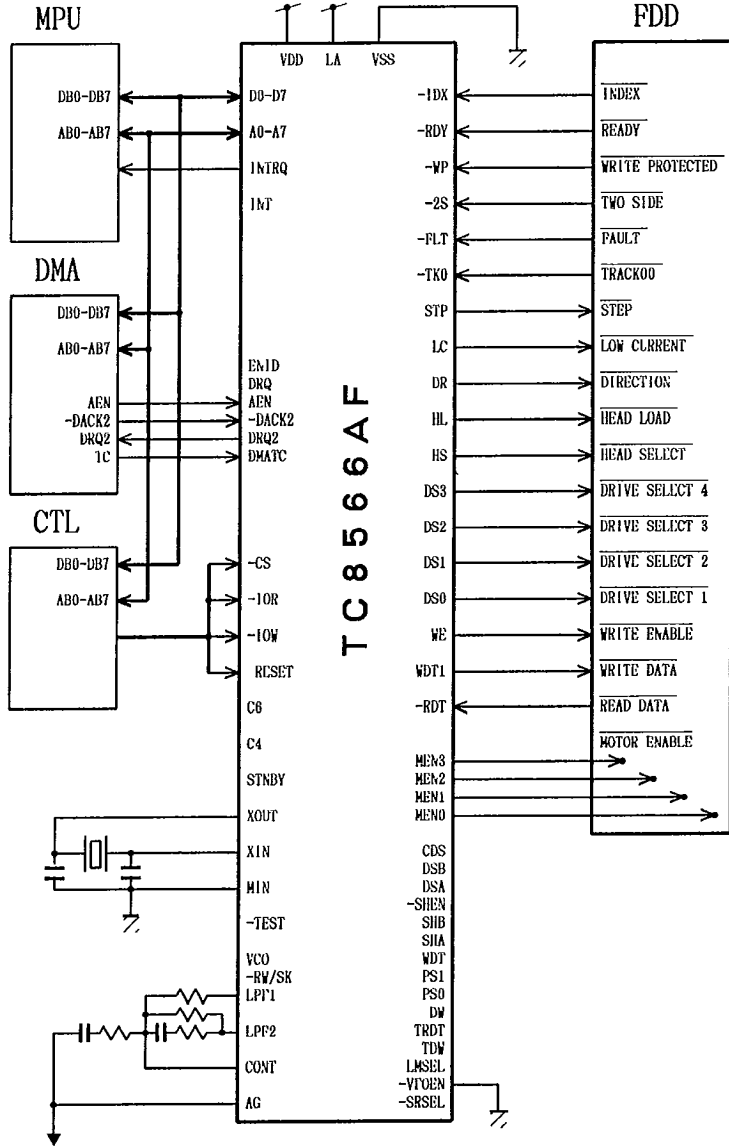 MPU
FDD
VDD LA VSS
DB0-DB7
AB0-AB7
D0-D7
A0-A7
INTRQ
INT
DMA
DB0-DB7
AB0-AB7
AEN
-DACK2
DRQ2
TC
ENID
DRQ
AEN
-DACK2
DRQ2
DMATC
CTL
DB0-DB7
AB0-AB7
-CS
-IOR
-IOW
RESET
C6
C4
STNBY
XOUT
XIN
MIN
-TEST
VCO
-RW/SK
LPF1
LPF2
CONT
AG
TC8566AF
-IDX
-RDY
-WP
-2S
-FLT
-TK0
STP
LC
DR
HL
HS
DS3
DS2
DS1
DS0
WE
WDT1
-RDT
MEN3
MEN2
MEN1
MEN0
CDS
DSB
DSA
-SHEN
SHB
SHA
WDT
PS1
PS0
DW
TRDT
TDW
LMSEL
-VFOEN
-SRSEL
INDEX
READY
WRITE PROTECTED
TWO SIDE
FAULT
TRACK00
STEP
LOW CURRENT
DIRECTION
HEAD LOAD
HEAD SELECT
DRIVE SELECT 4
DRIVE SELECT 3
DRIVE SELECT 2
DRIVE SELECT 1
WRITE ENABLE
WRITE DATA
READ DATA
MOTOR ENABLE